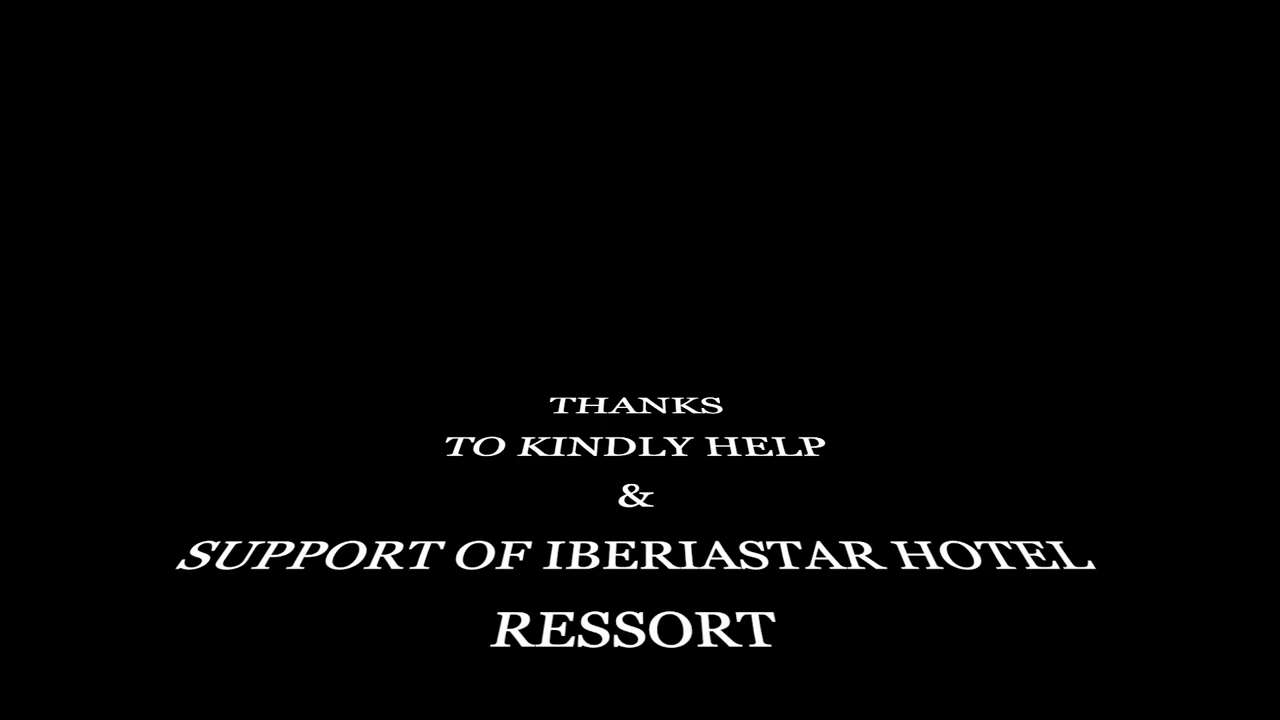 THANKS
TO KINDLY HELP
&
SUPPORT OF IBERIASTAR HOTEL
RESSORT